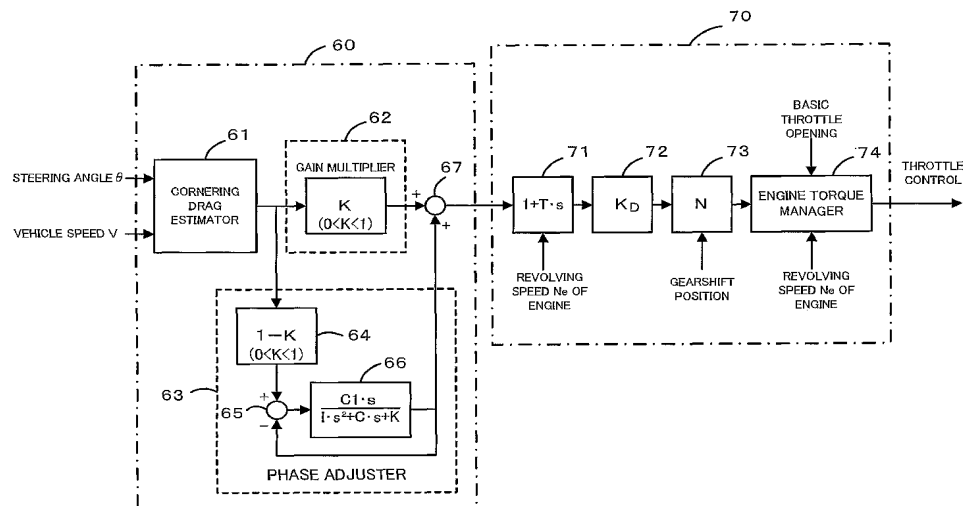 60
70
61
62
STEERING ANGLE θ
VEHICLE SPEED V
CORNERING
DRAG
ESTIMATOR
GAIN MULTIPLIER
K
(0<K<1)
+
+
67
63
1－K
(0<K<1)
64
+
65
－
66
C1·s
I·s²+C·s+K
PHASE ADJUSTER
71
1+T·s
REVOLVING
SPEED Ne OF
ENGINE
72
KD
73
N
GEARSHIFT
POSITION
BASIC
THROTTLE
OPENING
74
ENGINE TORQUE
MANAGER
REVOLVING
SPEED Ne OF
ENGINE
THROTTLE
CONTROL